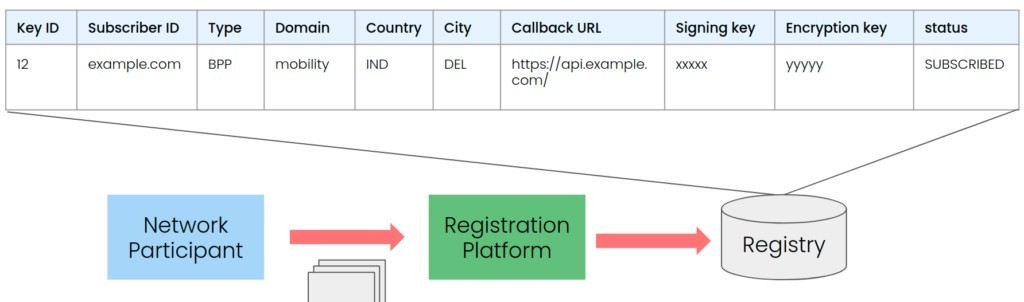 Key ID Subscriber ID Type Domain Country City Callback URL Signing key Encryption key status
12 example.com BPP mobility IND DEL https://api.example. xxxxx yyyyy SUBSCRIBED
com/
Network
Participant
Registration
Platform
Registry